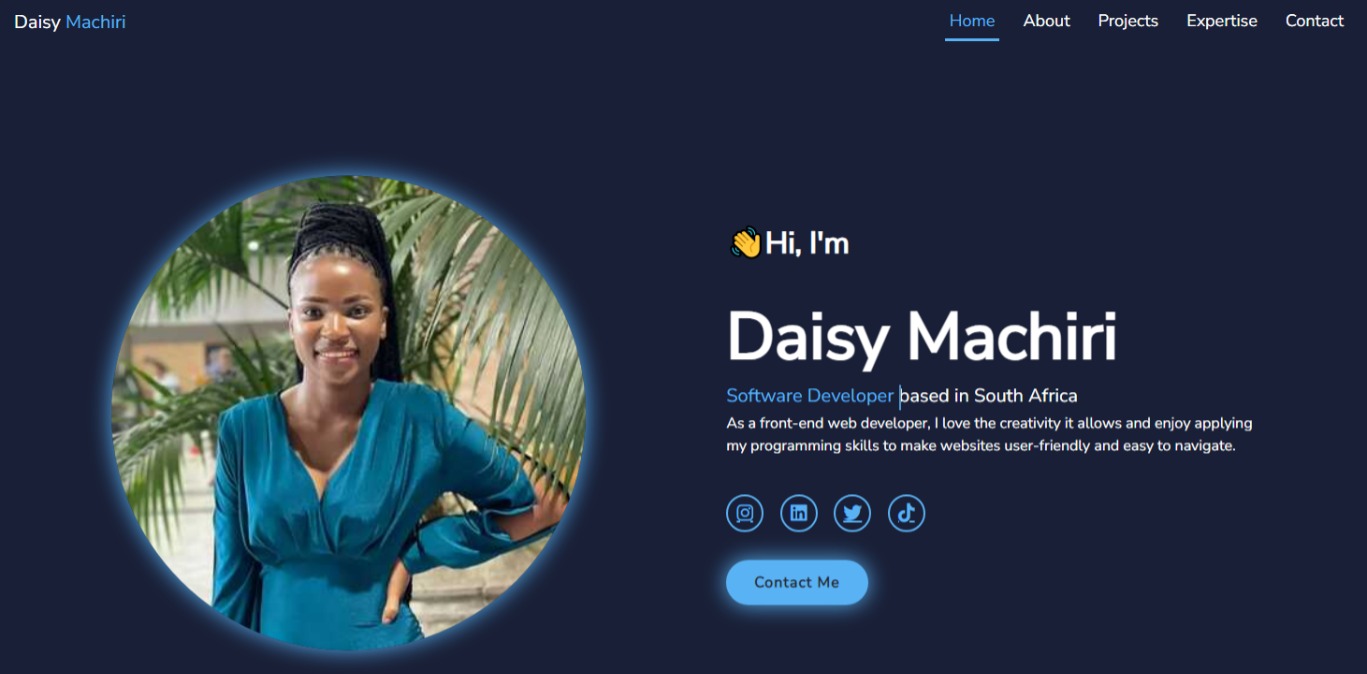 Daisy Machiri
Home About Projects Expertise Contact
👋Hi, I'm
Daisy Machiri
Software Developer based in South Africa
As a front-end web developer, I love the creativity it allows and enjoy applying
my programming skills to make websites user-friendly and easy to navigate.
in
Contact Me